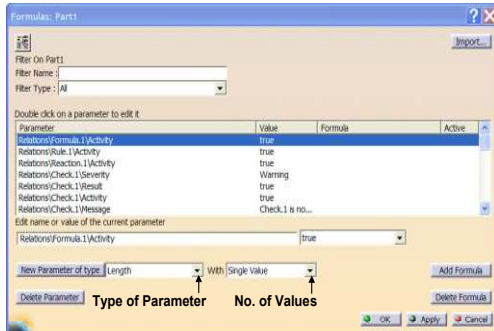 Formulas: Part1
Import...
Filter On Part1
Filter Name :
Filter Type : All
Double click on a parameter to edit it
Parameter Value Formula Active
Relations\Formula.1\Activity true
Relations\Rule.1\Activity true
Relations\Reaction.1\Activity true
Relations\Check.1\Severity Warning
Relations\Check.1\Result true
Relations\Check.1\Activity true
Relations\Check.1\Message Check.1 is no...
Edit name or value of the current parameter
Relations\Formula.1\Activity true
New Parameter of type Length With Single Value Add Formula
Delete Parameter Type of Parameter No. of Values Delete Formula
OK Apply Cancel